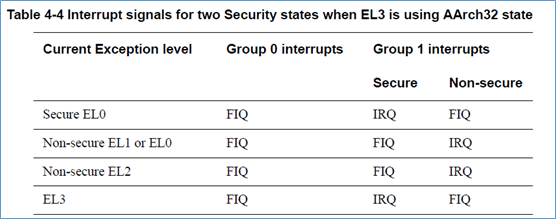 Table 4-4 Interrupt signals for two Security states when EL3 is using AArch32 state
Current Exception level Group 0 interrupts Group 1 interrupts
Secure Non-secure
Secure EL0 FIQ IRQ FIQ
Non-secure EL1 or EL0 FIQ FIQ IRQ
Non-secure EL2 FIQ FIQ IRQ
EL3 FIQ IRQ FIQ